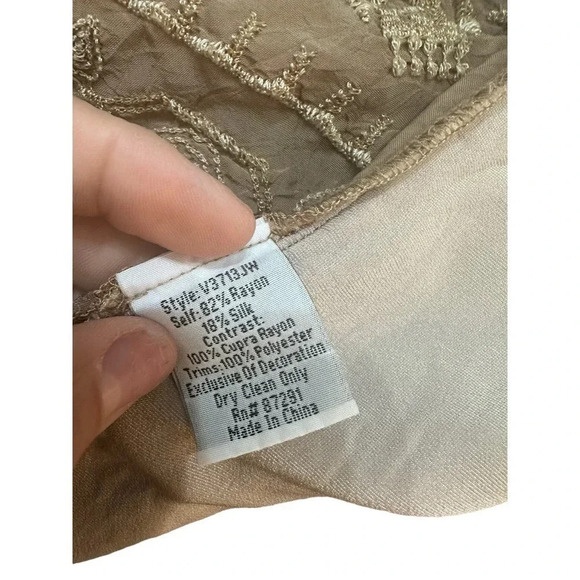 Style: V3713JW
Self: 82% Rayon
18% Silk
Contrast:
100% Cupra Rayon
Trims: 100% Polyester
Exclusive Of Decoration
Dry Clean Only
Rn# 87291
Made In China